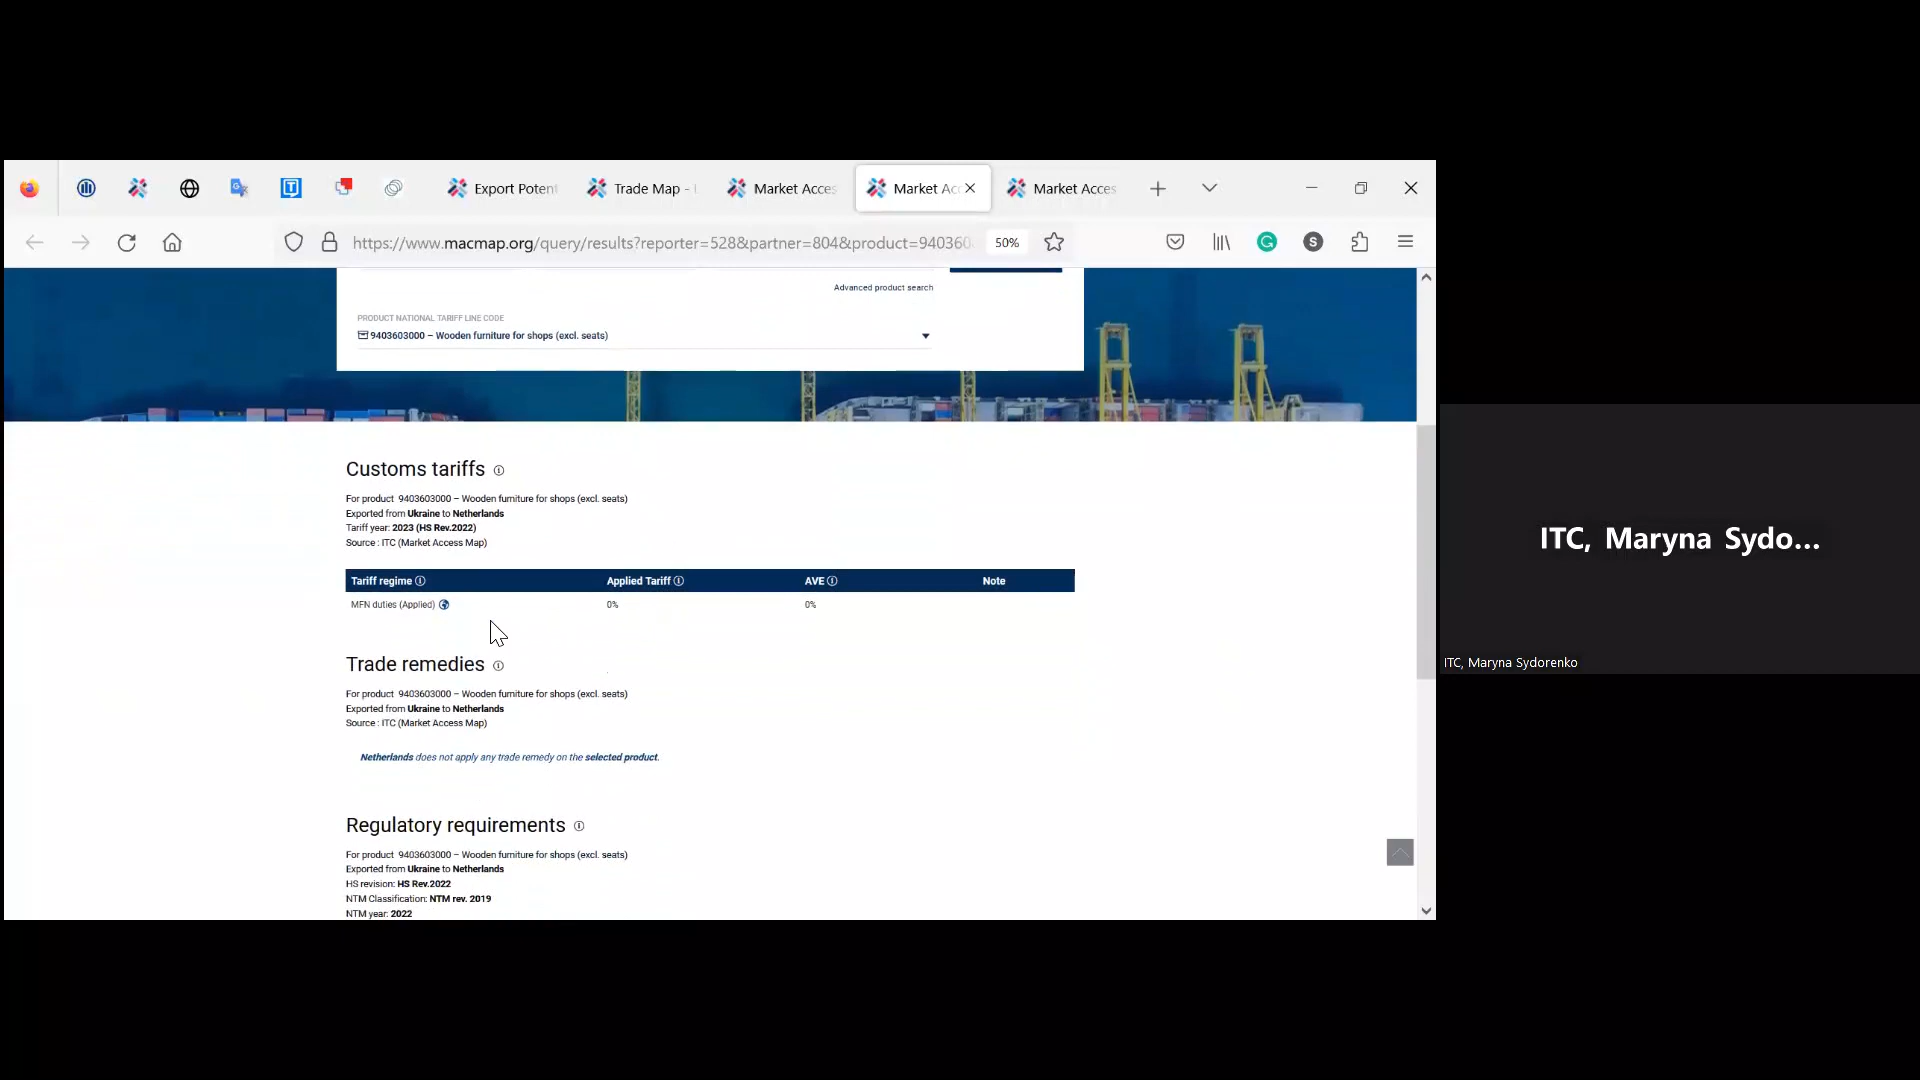 Export Poten
Trade Map -
Market Acces
Market Acc
Market Acces
https://www.macmap.org/query/results?reporter=528&partner=804&product=940360
50%
S
Advanced product search
PRODUCT NATIONAL TARIFF LINE CODE
9403603000 – Wooden furniture for shops (excl. seats)
Customs tariffs
For product 9403603000 – Wooden furniture for shops (excl. seats)
Exported from Ukraine to Netherlands
Tariff year: 2023 (HS Rev.2022)
Source : ITC (Market Access Map)
Tariff regime Applied Tariff AVE Note
MFN duties (Applied) 0% 0%
Trade remedies
For product 9403603000 – Wooden furniture for shops (excl. seats)
Exported from Ukraine to Netherlands
Source : ITC (Market Access Map)
Netherlands does not apply any trade remedy on the selected product.
Regulatory requirements
For product 9403603000 – Wooden furniture for shops (excl. seats)
Exported from Ukraine to Netherlands
HS revision: HS Rev.2022
NTM Classification: NTM rev. 2019
NTM year: 2022
ITC, Maryna Sydo...
ITC, Maryna Sydorenko